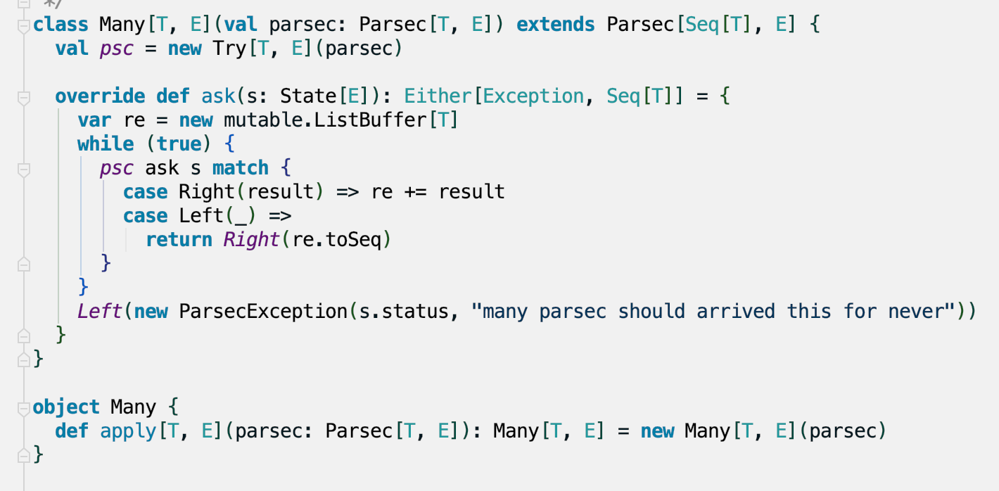 */
class Many[T, E](val parsec: Parsec[T, E]) extends Parsec[Seq[T], E] {
  val psc = new Try[T, E](parsec)

  override def ask(s: State[E]): Either[Exception, Seq[T]] = {
    var re = new mutable.ListBuffer[T]
    while (true) {
      psc ask s match {
        case Right(result) => re += result
        case Left(_) =>
          return Right(re.toSeq)
      }
    }
    Left(new ParsecException(s.status, "many parsec should arrived this for never"))
  }
}

object Many {
  def apply[T, E](parsec: Parsec[T, E]): Many[T, E] = new Many[T, E](parsec)
}